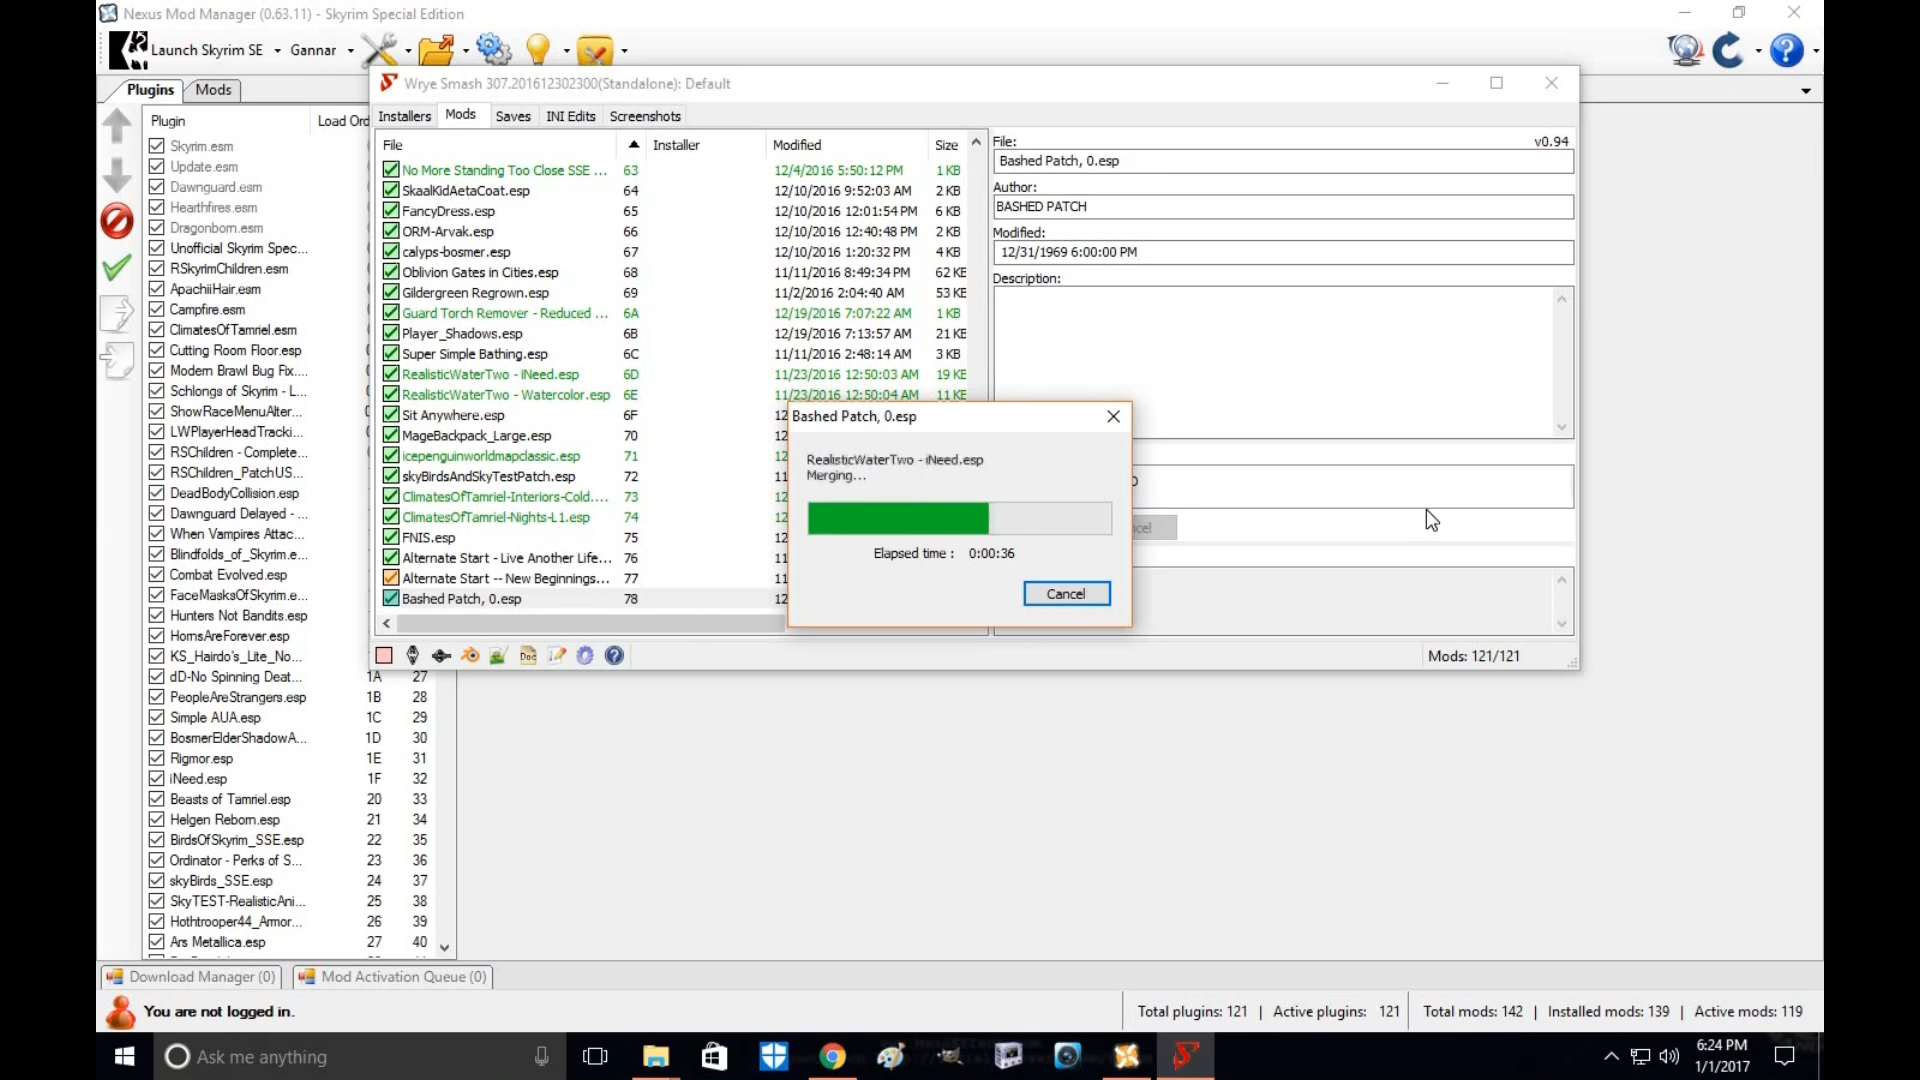 Nexus Mod Manager (0.63.11) - Skyrim Special Edition
Launch Skyrim SE
Gannar
Plugins
Mods
Plugin
Load Ord
Skyrim.esm
Update.esm
Dawnguard.esm
Hearthfires.esm
Dragonborn.esm
Unofficial Skyrim Spec...
RSkyrimChildren.esm
ApachiiHair.esm
Campfire.esm
ClimatesOfTamriel.esm
Cutting Room Floor.esp
Modern Brawl Bug Fix....
Schlongs of Skyrim - L...
ShowRaceMenuAlter...
LWPlayerHeadTracki...
RSChildren - Complete...
RSChildren_PatchUS...
DeadBodyCollision.esp
Dawnguard Delayed - ...
When Vampires Attac...
Blindfolds_of_Skyrim.e...
Combat Evolved.esp
FaceMasksOfSkyrim.e...
Hunters Not Bandits.esp
HornsAreForever.esp
KS_Hairdo's_Lite_No...
dD-No Spinning Deat... 1A 27
PeopleAreStrangers.esp 1B 28
Simple AUA.esp 1C 29
BosmerElderShadowA... 1D 30
Rigmor.esp 1E 31
iNeed.esp 1F 32
Beasts of Tamriel.esp 20 33
Helgen Reborn.esp 21 34
BirdsOfSkyrim_SSE.esp 22 35
Ordinator - Perks of S... 23 36
skyBirds_SSE.esp 24 37
SkyTEST-RealisticAni... 25 38
Hothtrooper44_Armor... 26 39
Ars Metallica.esp 27 40
Wrye Smash 307.201612302300(Standalone): Default
Installers Mods Saves INI Edits Screenshots
File Installer Modified Size
No More Standing Too Close SSE ... 63 12/4/2016 5:50:12 PM 1 KB
SkaalKidAetaCoat.esp 64 12/10/2016 9:52:03 AM 2 KB
FancyDress.esp 65 12/10/2016 12:01:54 PM 6 KB
ORM-Arvak.esp 66 12/10/2016 12:40:48 PM 2 KB
calyps-bosmer.esp 67 12/10/2016 1:20:32 PM 4 KB
Oblivion Gates in Cities.esp 68 11/11/2016 8:49:34 PM 62 KB
Gildergreen Regrown.esp 69 11/2/2016 2:04:40 AM 53 KB
Guard Torch Remover - Reduced ... 6A 12/19/2016 7:07:22 AM 1 KB
Player_Shadows.esp 6B 12/19/2016 7:13:57 AM 21 KB
Super Simple Bathing.esp 6C 11/11/2016 2:48:14 AM 3 KB
RealisticWaterTwo - iNeed.esp 6D 11/23/2016 12:50:03 AM 19 KB
RealisticWaterTwo - Watercolor.esp 6E 11/23/2016 12:50:04 AM 11 KB
Sit Anywhere.esp 6F 12
MageBackpack_Large.esp 70 12
icepenguinworldmapclassic.esp 71 12
skyBirdsAndSkyTestPatch.esp 72 11
ClimatesOfTamriel-Interiors-Cold.... 73 12
ClimatesOfTamriel-Nights-L1.esp 74 12
FNIS.esp 75 12
Alternate Start - Live Another Life... 76 11
Alternate Start -- New Beginnings... 77 11
Bashed Patch, 0.esp 78 12
File: v0.94
Bashed Patch, 0.esp
Author:
BASHED PATCH
Modified:
12/31/1969 6:00:00 PM
Description:
Bashed Patch, 0.esp
RealisticWaterTwo - iNeed.esp
Merging...
Elapsed time : 0:00:36
Cancel
Doc
Mods: 121/121
Download Manager (0)
Mod Activation Queue (0)
You are not logged in.
Total plugins: 121 | Active plugins: 121
Total mods: 142 | Installed mods: 139 | Active mods: 119
Ask me anything
6:24 PM
1/1/2017